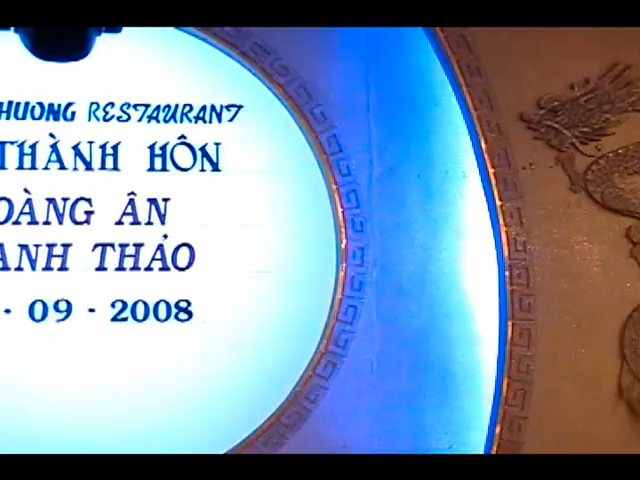 HUONG RESTAURANT
THÀNH HÔN
OÀNG ÂN
ANH THẢO
· 09 · 2008